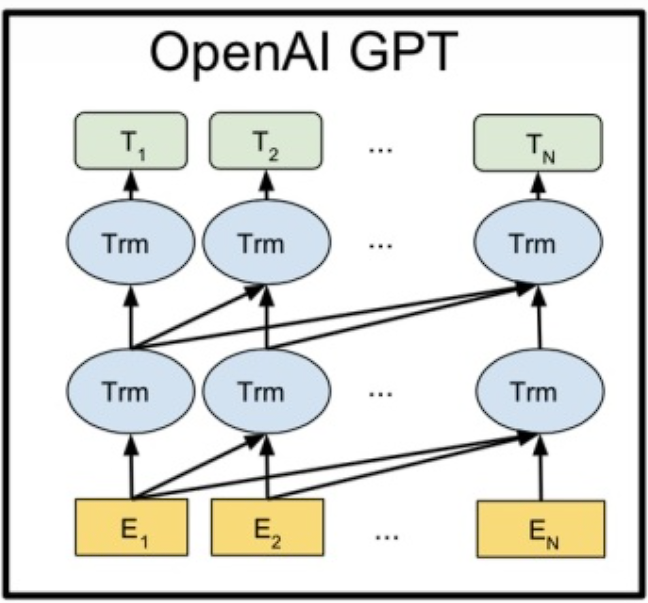 OpenAI GPT
T1 T2 ... TN
Trm Trm ... Trm
Trm Trm ... Trm
E1 E2 ... EN